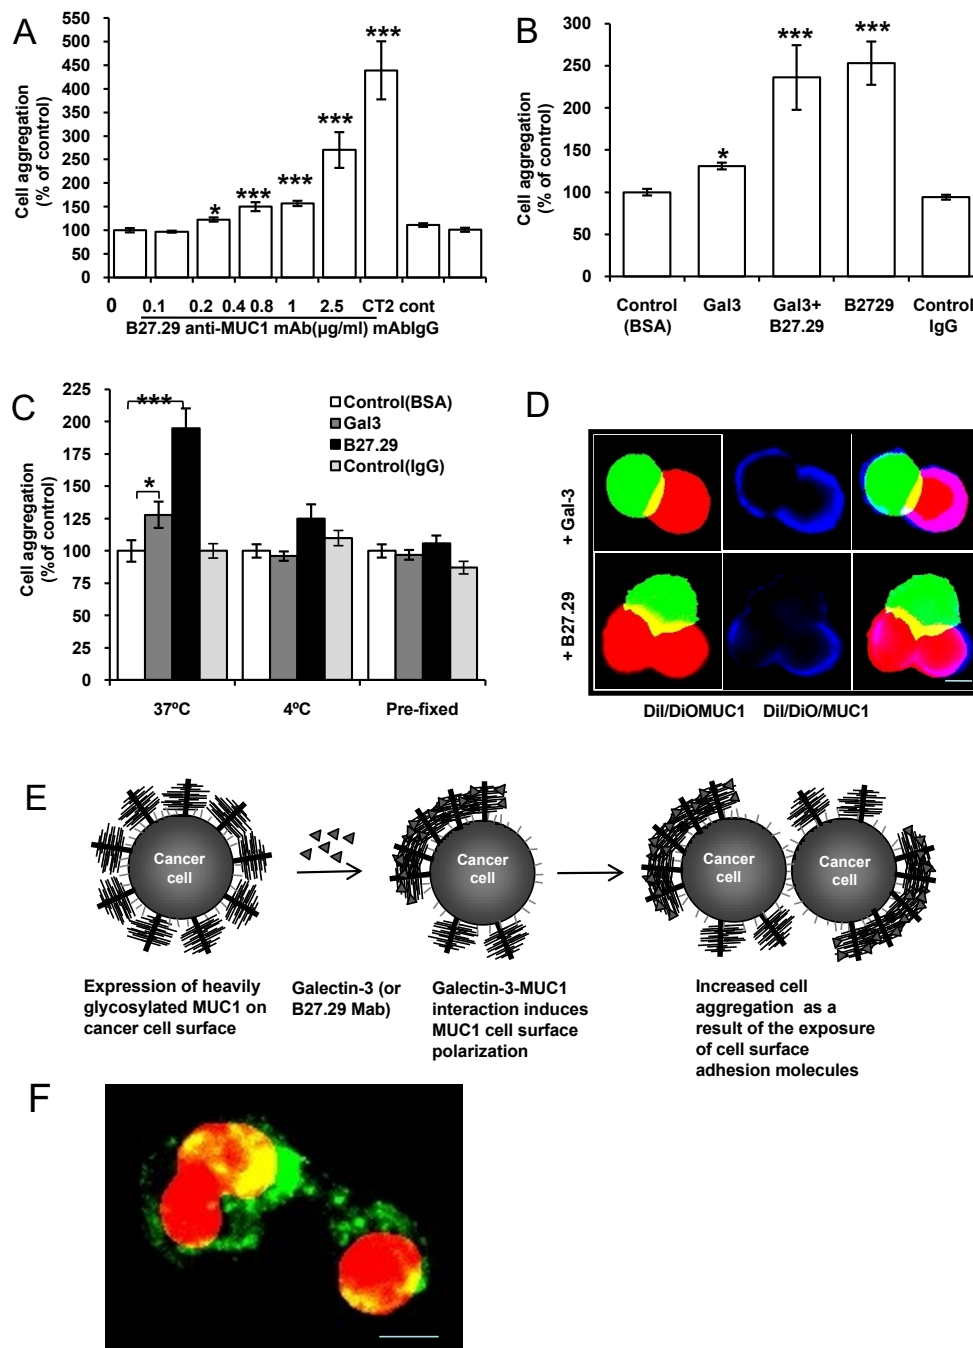 A
550
500
450
400
350
300
250
200
150
100
50
0
Cell aggregation
(% of control)
*
***
***
***
***
0 0.1 0.2 0.4 0.8 1 2.5 CT2 cont
B27.29 anti-MUC1 mAb(µg/ml) mAbIgG
B
300
250
200
150
100
50
0
Cell aggregation
(% of control)
*
***
***
Control
(BSA)
Gal3
Gal3+
B27.29
B2729
Control
IgG
C
225
200
175
150
125
100
75
50
25
0
Cell aggregation
(%of control)
***
*
Control(BSA)
Gal3
B27.29
Control(IgG)
37ºC 4ºC Pre-fixed
D
+ Gal-3
+ B27.29
Dil/DiOMUC1 Dil/DiO/MUC1
E
Cancer
cell
Cancer
cell
Cancer
cell
Cancer
cell
Expression of heavily
glycosylated MUC1 on
cancer cell surface
Galectin-3 (or
B27.29 Mab)
Galectin-3-MUC1
interaction induces
MUC1 cell surface
polarization
Increased cell
aggregation as a
result of the exposure
of cell surface
adhesion molecules
F